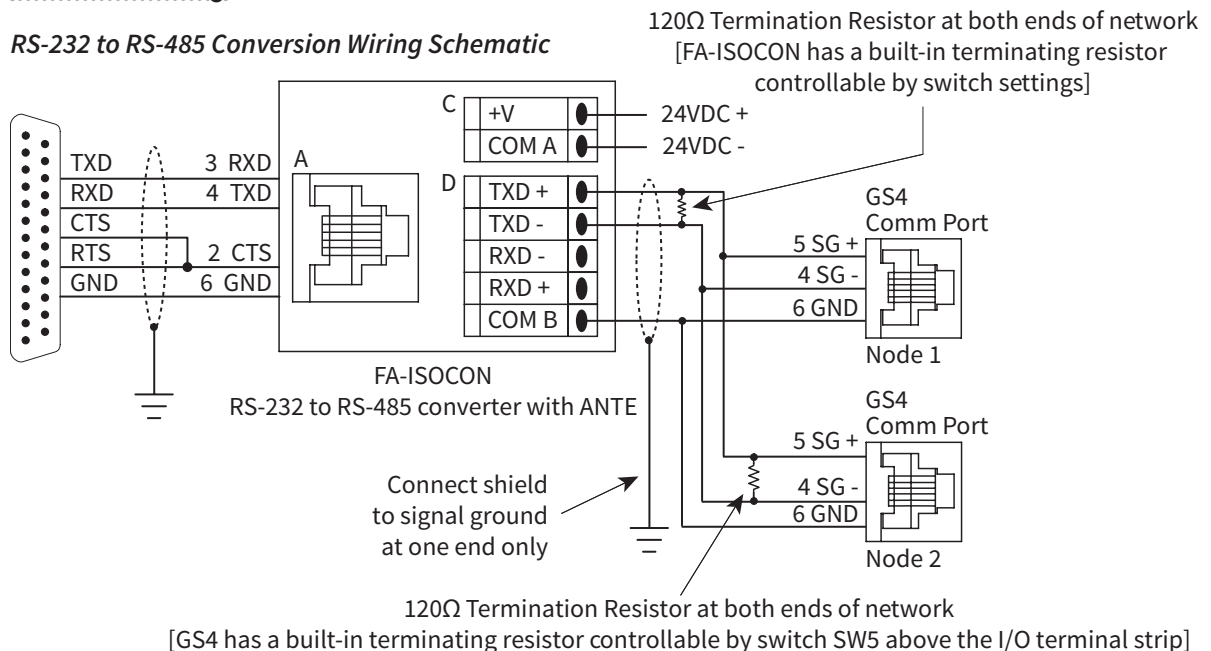 RS-232 to RS-485 Conversion Wiring Schematic
120Ω Termination Resistor at both ends of network
[FA-ISOCON has a built-in terminating resistor
controllable by switch settings]
TXD
RXD
CTS
RTS
GND
3 RXD
4 TXD
2 CTS
6 GND
A
C
+V
COM A
24VDC +
24VDC -
D
TXD +
TXD -
RXD -
RXD +
COM B
FA-ISOCON
RS-232 to RS-485 converter with ANTE
GS4
Comm Port
5 SG +
4 SG -
6 GND
Node 1
GS4
Comm Port
5 SG +
4 SG -
6 GND
Node 2
Connect shield
to signal ground
at one end only
120Ω Termination Resistor at both ends of network
[GS4 has a built-in terminating resistor controllable by switch SW5 above the I/O terminal strip]